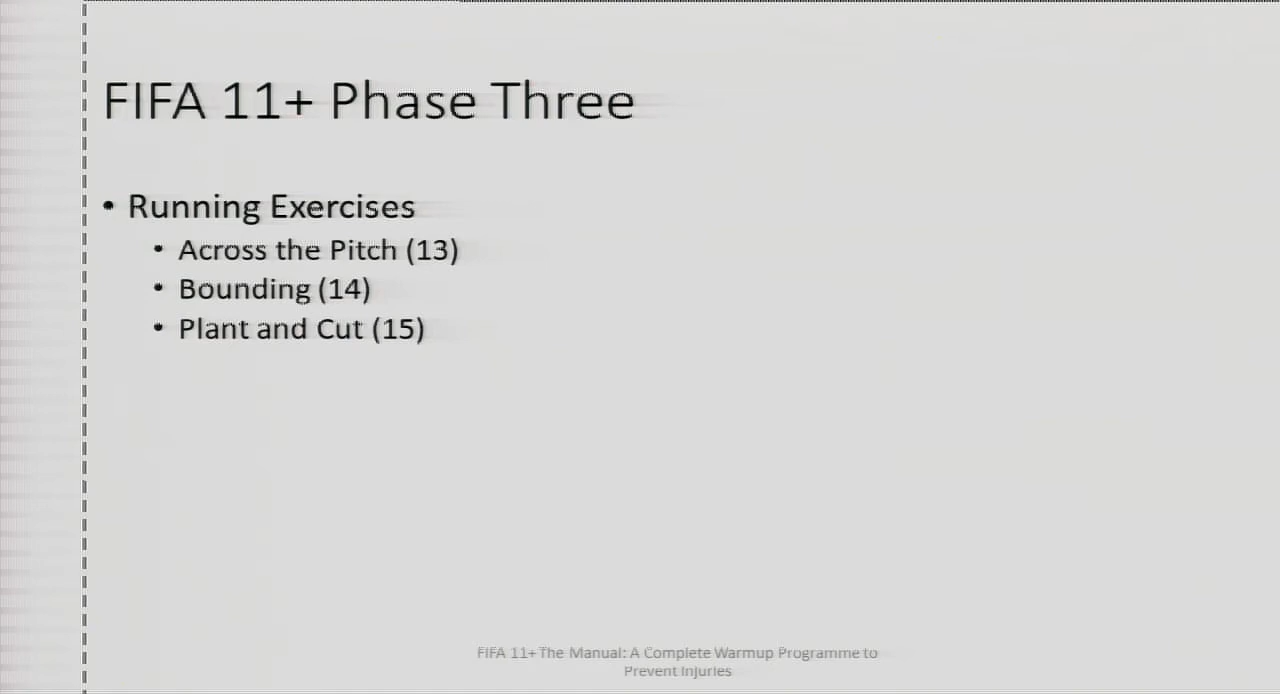 FIFA 11+ Phase Three
• Running Exercises
• Across the Pitch (13)
• Bounding (14)
• Plant and Cut (15)
FIFA 11+ The Manual: A Complete Warmup Programme to
Prevent Injuries